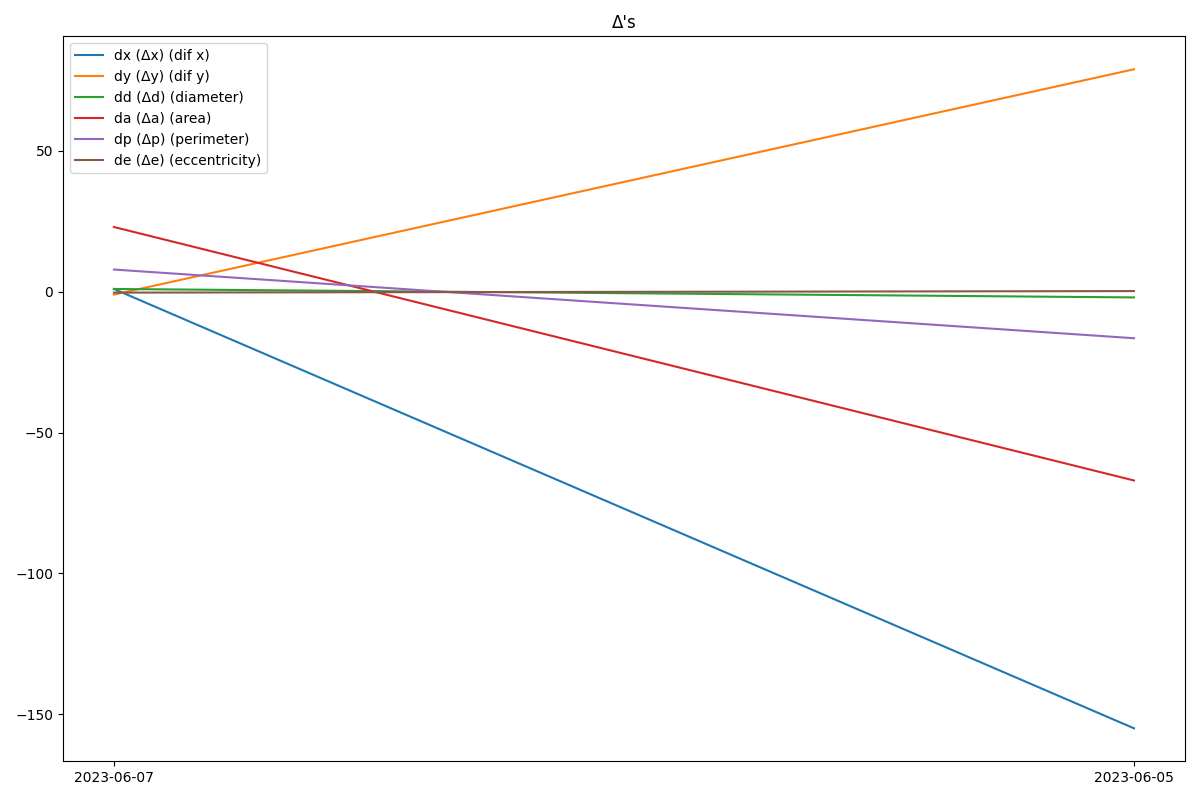 Δ's
dx (Δx) (dif x)
dy (Δy) (dif y)
dd (Δd) (diameter)
da (Δa) (area)
dp (Δp) (perimeter)
de (Δe) (eccentricity)
50
0
−50
−100
−150
2023-06-07
2023-06-05